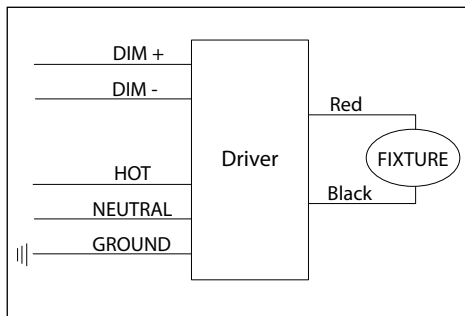 DIM +
DIM -
HOT
NEUTRAL
GROUND
Driver
Red
FIXTURE
Black